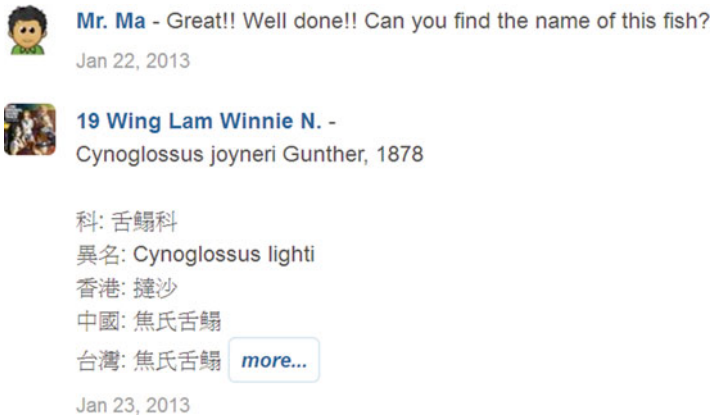 Mr. Ma - Great!! Well done!! Can you find the name of this fish?
Jan 22, 2013
19 Wing Lam Winnie N. -
Cynoglossus joyneri Gunther, 1878
科: 舌鰨科
異名: Cynoglossus lighti
香港: 撻沙
中國: 焦氏舌鰨
台灣: 焦氏舌鰨 more...
Jan 23, 2013